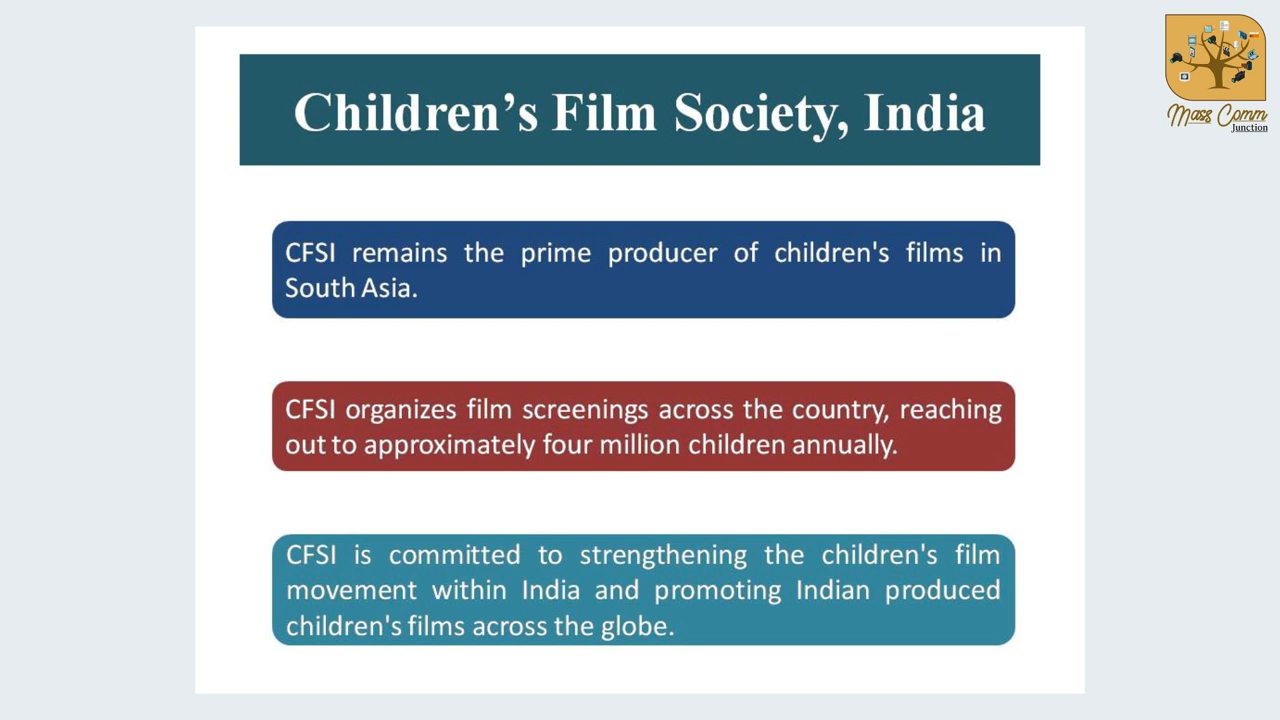 Children’s Film Society, India
Mass Comm
Junction
CFSI remains the prime producer of children's films in
South Asia.
CFSI organizes film screenings across the country, reaching
out to approximately four million children annually.
CFSI is committed to strengthening the children's film
movement within India and promoting Indian produced
children's films across the globe.